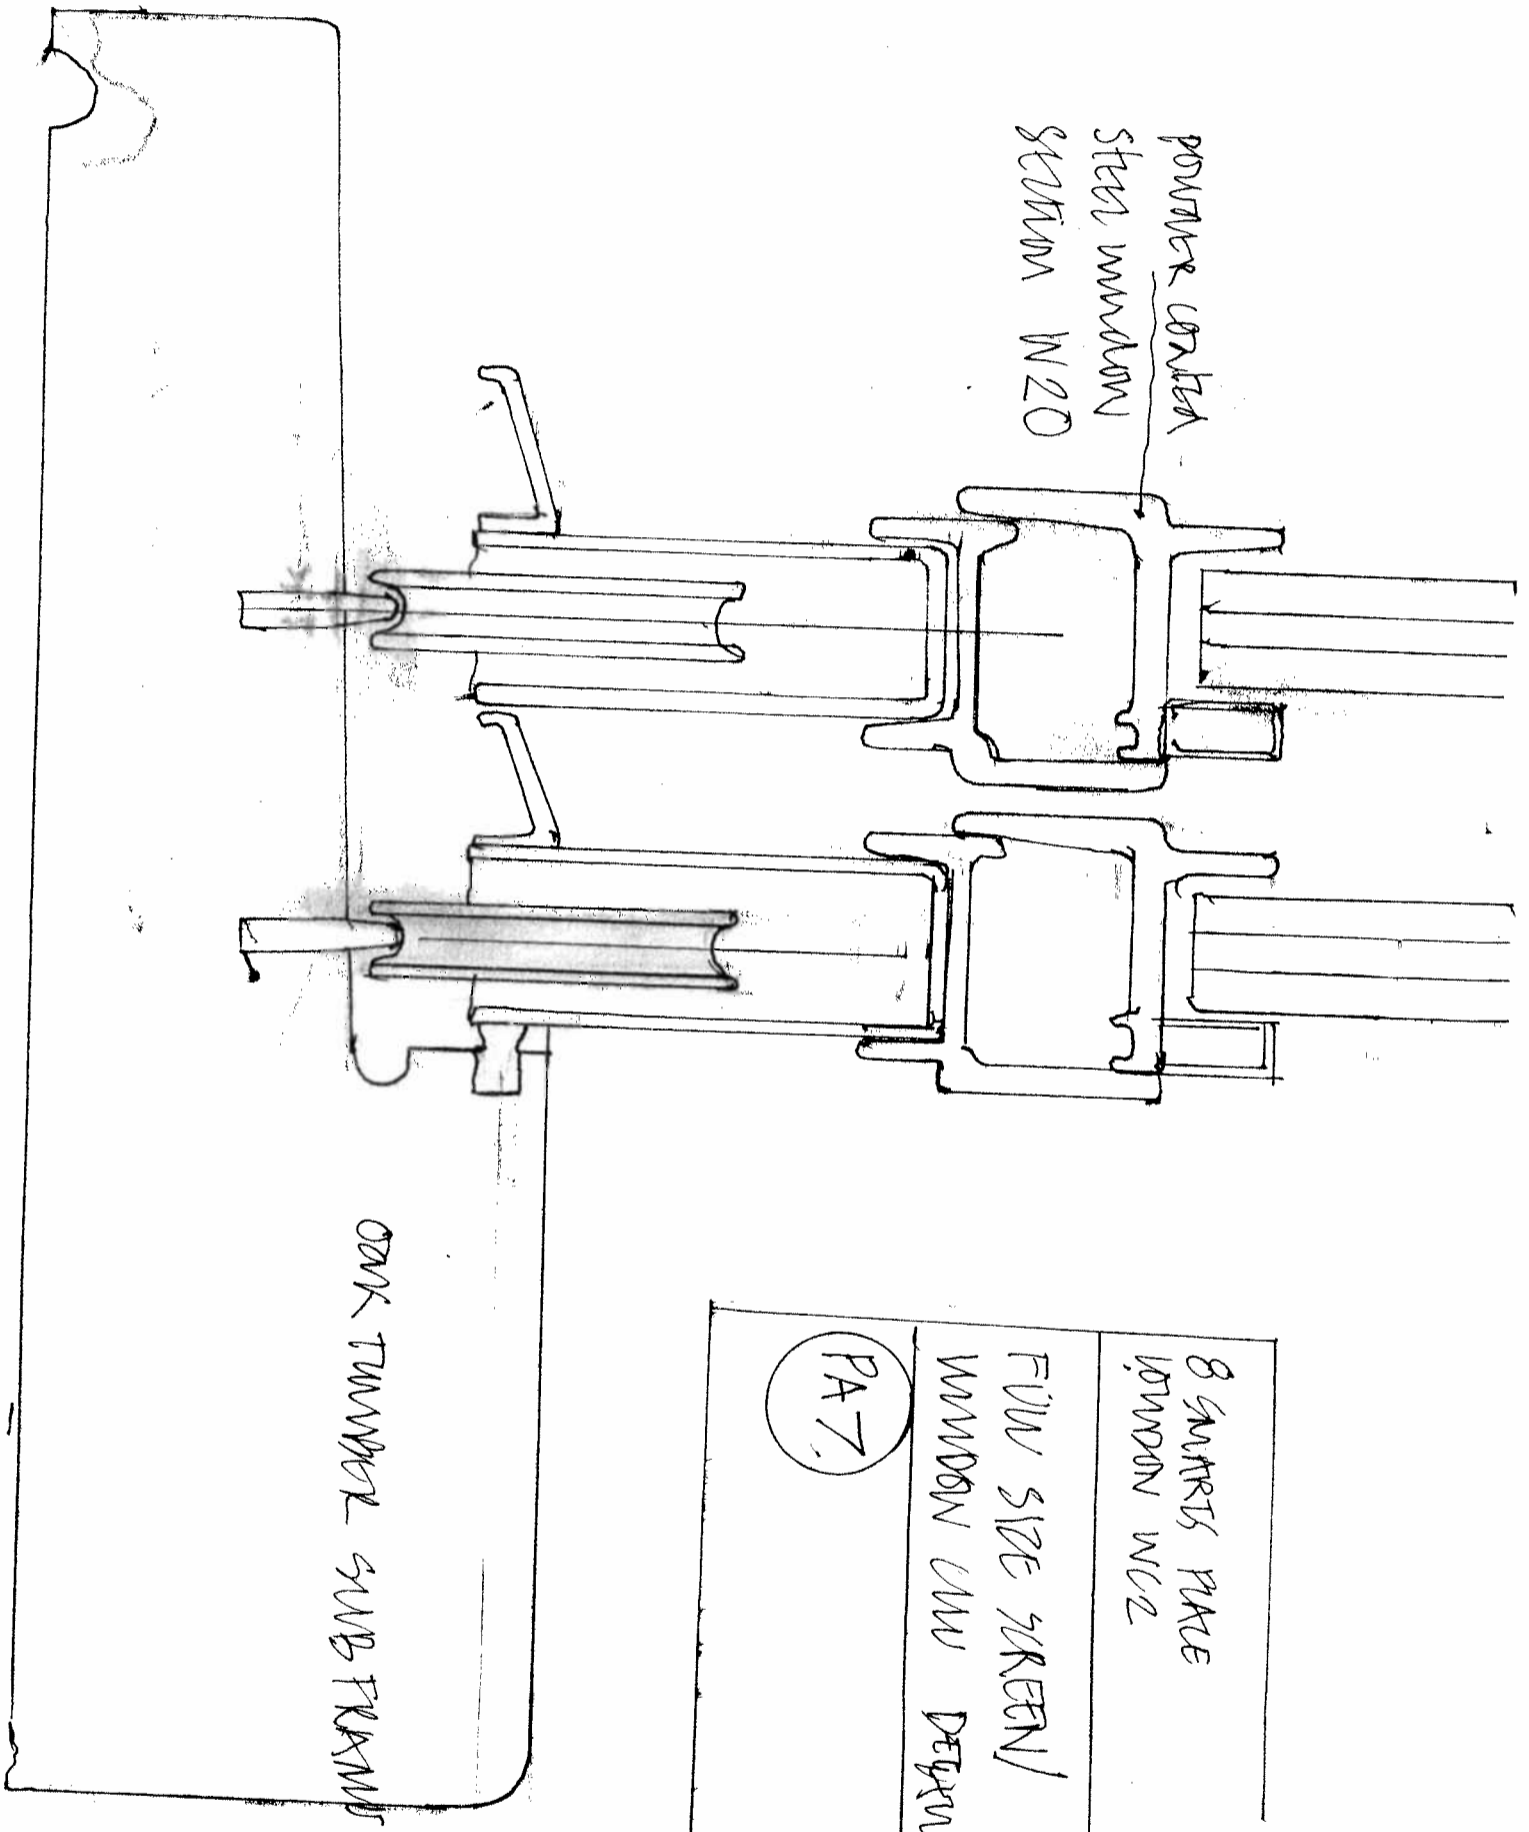 powder coated
steel window
section W20
8 SMARTS PLACE
LONDON WC2
FULL SIZE SCREEN/
WINDOW CILL DETAIL
PA7.
OAK TIMBER SUB FRAME